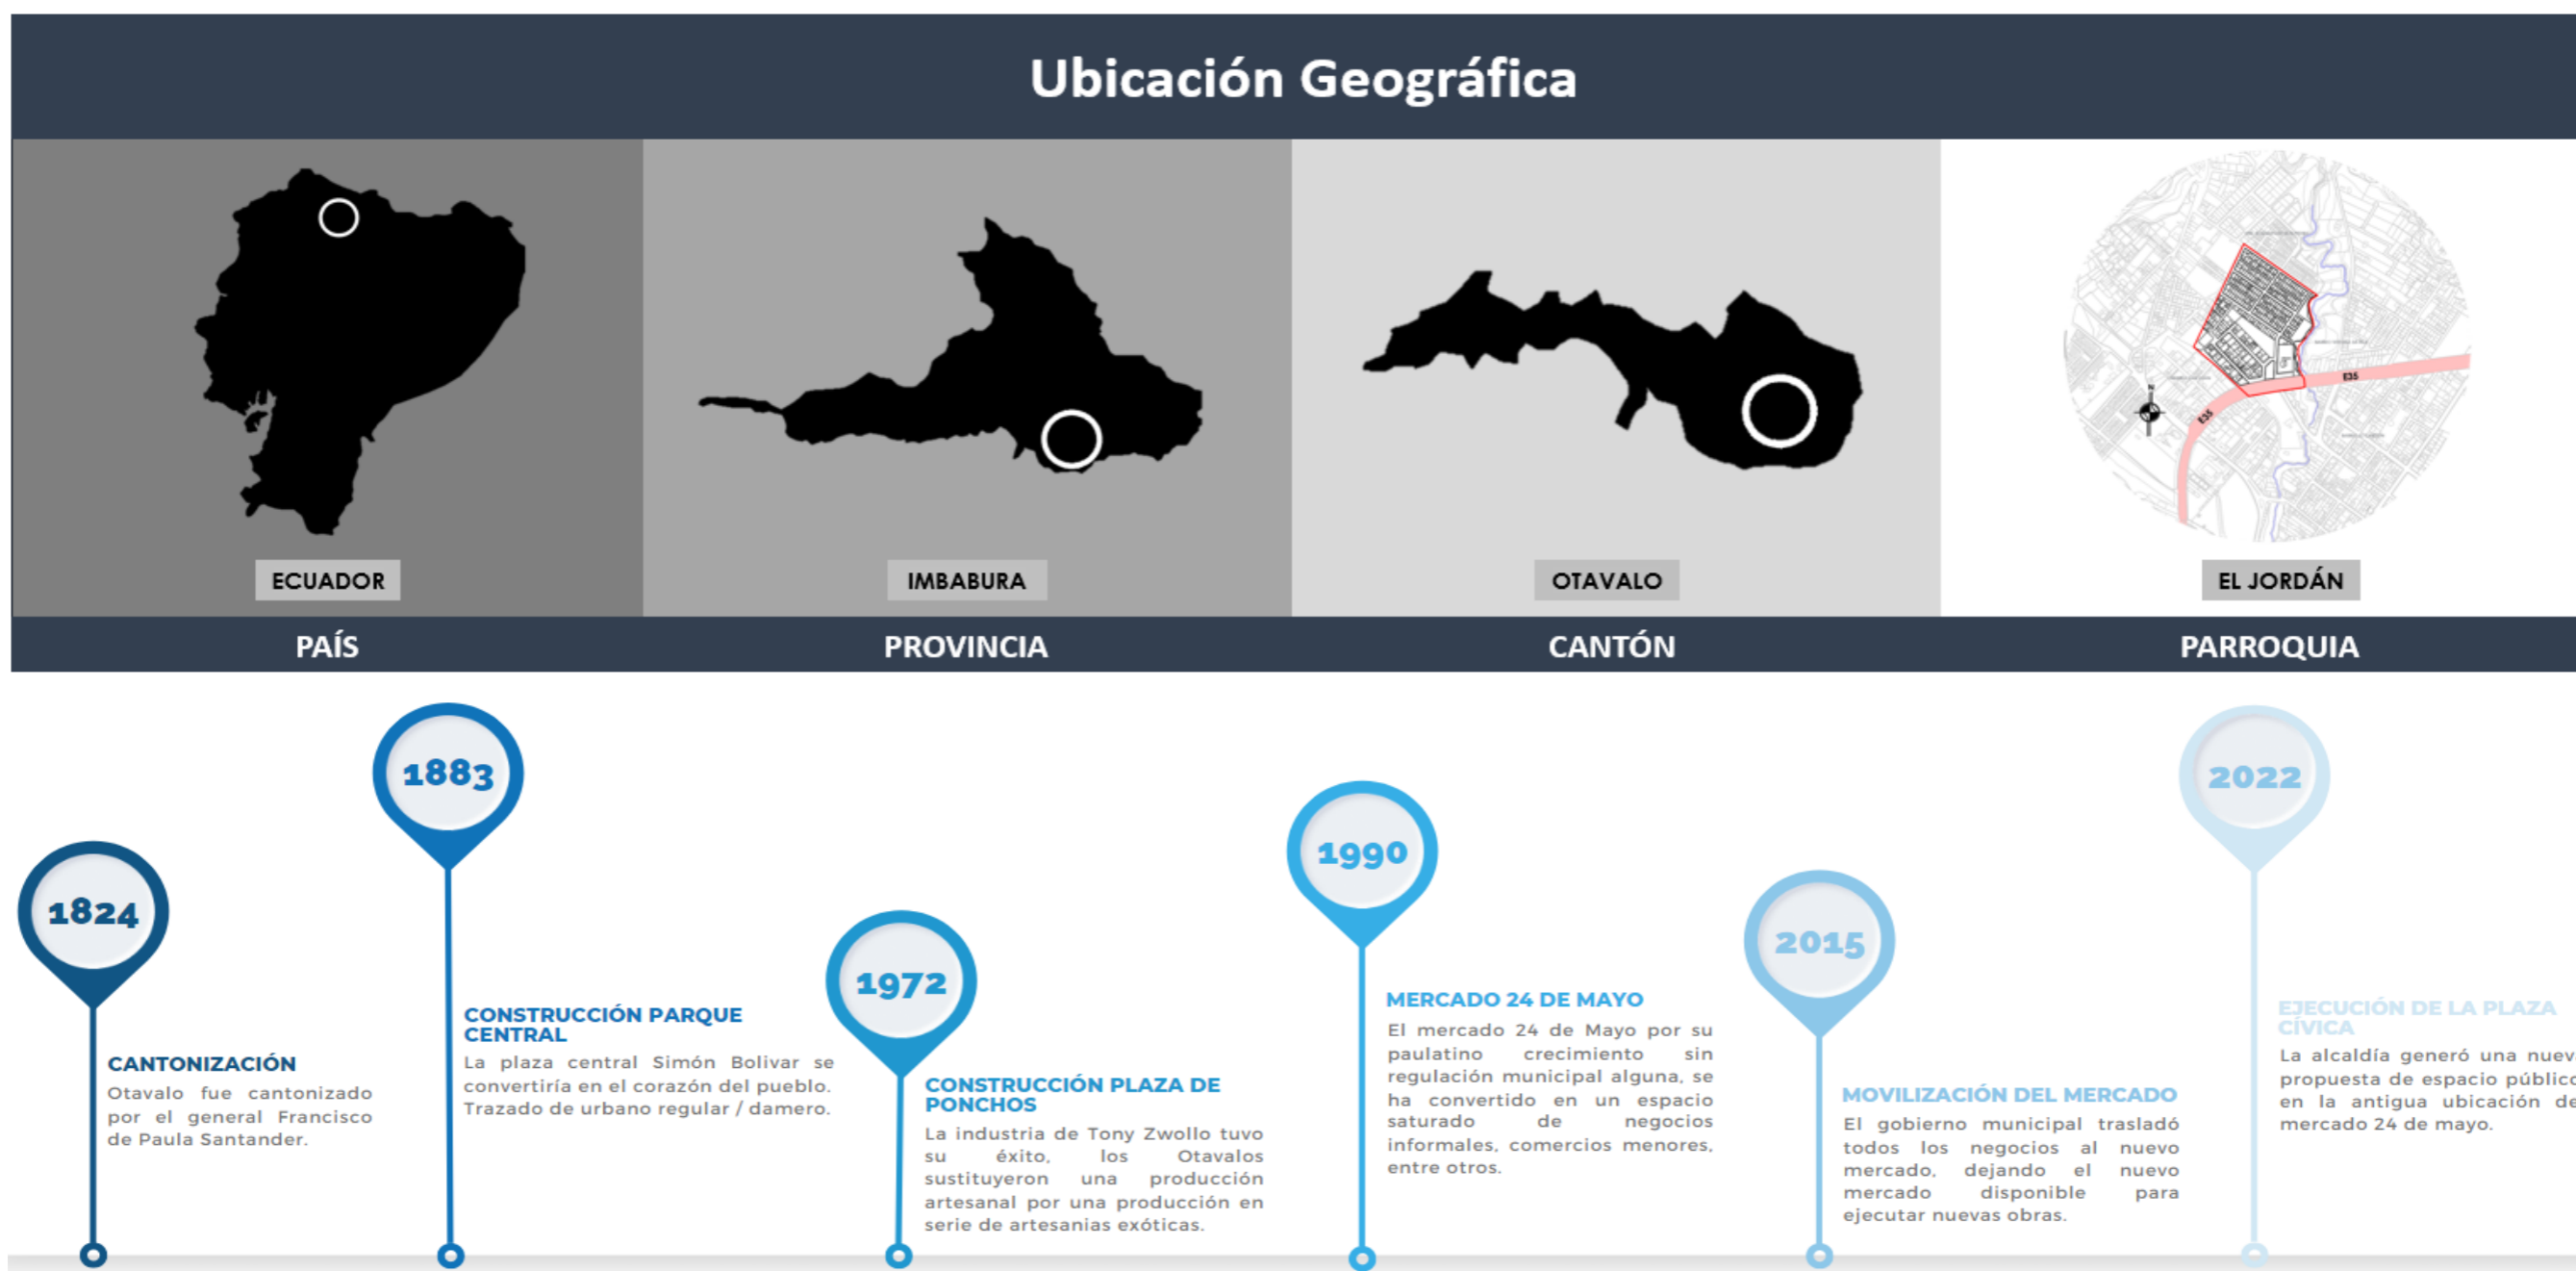 Ubicación Geográfica
ECUADOR
IMBABURA
OTAVALO
EL JORDÁN
E35
E35
N
PAÍS
PROVINCIA
CANTÓN
PARROQUIA
1824
CANTONIZACIÓN
Otavalo fue cantonizado
por el general Francisco
de Paula Santander.
1883
CONSTRUCCIÓN PARQUE
CENTRAL
La plaza central Simón Bolivar se
convertiría en el corazón del pueblo.
Trazado de urbano regular / damero.
1972
CONSTRUCCIÓN PLAZA DE
PONCHOS
La industria de Tony Zwollo tuvo
su éxito, los Otavalos
sustituyeron una producción
artesanal por una producción en
serie de artesanias exóticas.
1990
MERCADO 24 DE MAYO
El mercado 24 de Mayo por su
paulatino crecimiento sin
regulación municipal alguna, se
ha convertido en un espacio
saturado de negocios
informales, comercios menores,
entre otros.
2015
MOVILIZACIÓN DEL MERCADO
El gobierno municipal trasladó
todos los negocios al nuevo
mercado, dejando el nuevo
mercado disponible para
ejecutar nuevas obras.
2022
EJECUCIÓN DE LA PLAZA
CÍVICA
La alcaldía generó una nuev
propuesta de espacio público
en la antigua ubicación de
mercado 24 de mayo.